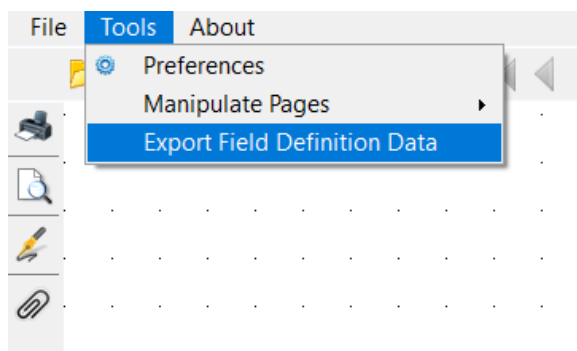 File Tools About
Preferences
Manipulate Pages
Export Field Definition Data